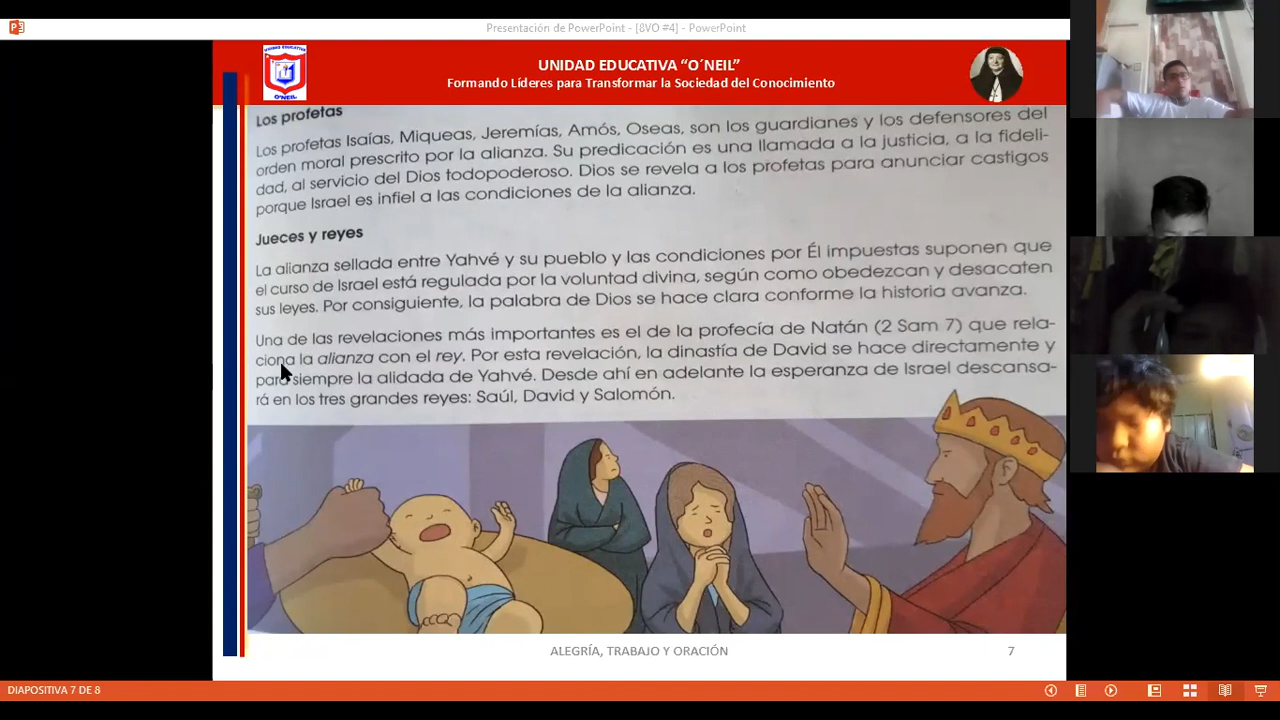 Presentación de PowerPoint - [8VO #4] - PowerPoint
UNIDAD EDUCATIVA
O'NEIL
UNIDAD EDUCATIVA “O´NEIL”
Formando Líderes para Transformar la Sociedad del Conocimiento
Los profetas
Los profetas Isaías, Miqueas, Jeremías, Amós, Oseas, son los guardianes y los defensores del
orden moral prescrito por la alianza. Su predicación es una llamada a la justicia, a la fideli-
dad, al servicio del Dios todopoderoso. Dios se revela a los profetas para anunciar castigos
porque Israel es infiel a las condiciones de la alianza.
Jueces y reyes
La alianza sellada entre Yahvé y su pueblo y las condiciones por Él impuestas suponen que
el curso de Israel está regulada por la voluntad divina, según como obedezcan y desacaten
sus leyes. Por consiguiente, la palabra de Dios se hace clara conforme la historia avanza.
Una de las revelaciones más importantes es el de la profecía de Natán (2 Sam 7) que rela-
ciona la alianza con el rey. Por esta revelación, la dinastía de David se hace directamente y
para siempre la alidada de Yahvé. Desde ahí en adelante la esperanza de Israel descansa-
rá en los tres grandes reyes: Saúl, David y Salomón.
ALEGRÍA, TRABAJO Y ORACIÓN
7
DIAPOSITIVA 7 DE 8